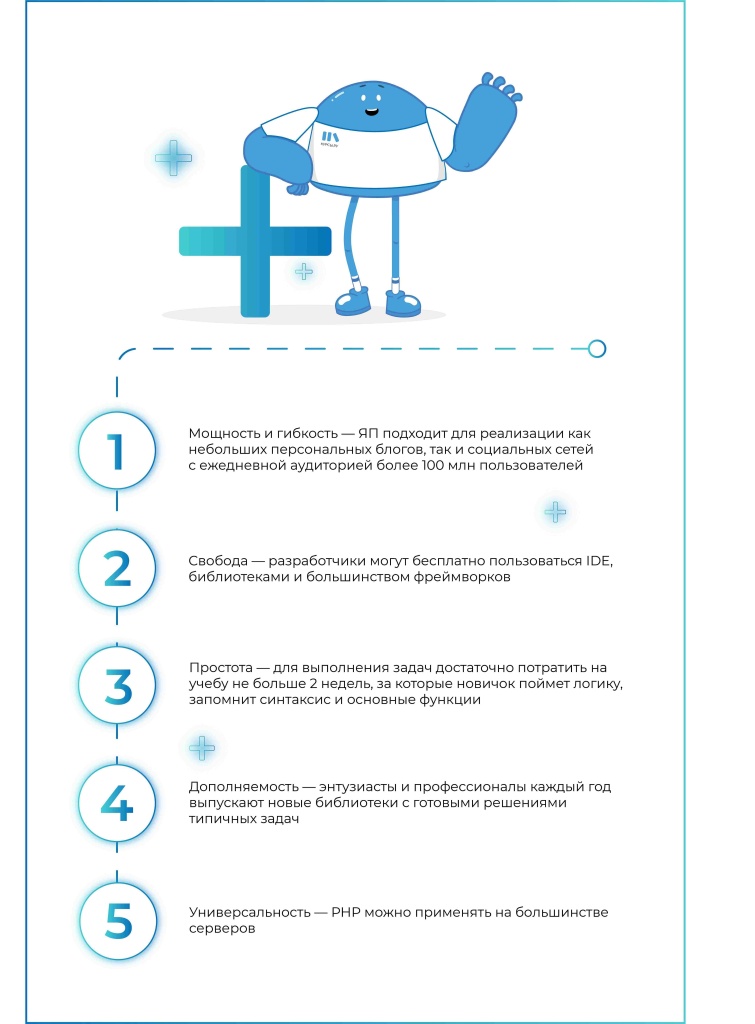 1
Мощность и гибкость — ЯП подходит для реализации как
небольших персональных блогов, так и социальных сетей
с ежедневной аудиторией более 100 млн пользователей
2
Свобода — разработчики могут бесплатно пользоваться IDE,
библиотеками и большинством фреймворков
3
Простота — для выполнения задач достаточно потратить на
учебу не больше 2 недель, за которые новичок поймет логику,
запомнит синтаксис и основные функции
4
Дополняемость — энтузиасты и профессионалы каждый год
выпускают новые библиотеки с готовыми решениями
типичных задач
5
Универсальность — PHP можно применять на большинстве
серверов